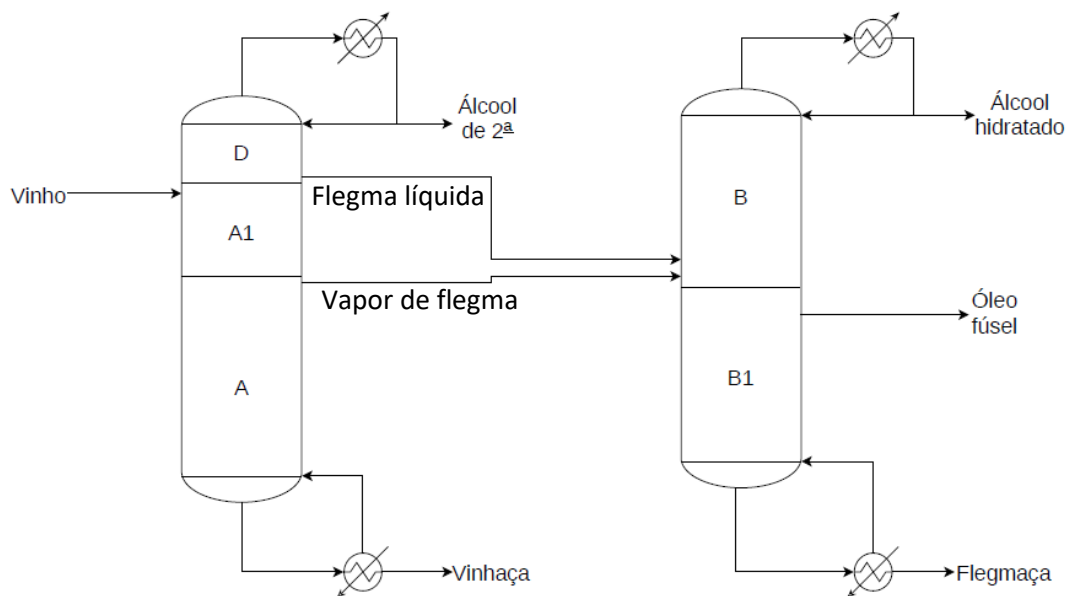 Álcool
de 2ª
Álcool
hidratado
D
Vinho
Flegma líquida
A1
B
Vapor de flegma
Óleo
fúsel
A
B1
Vinhaça
Flegmaça